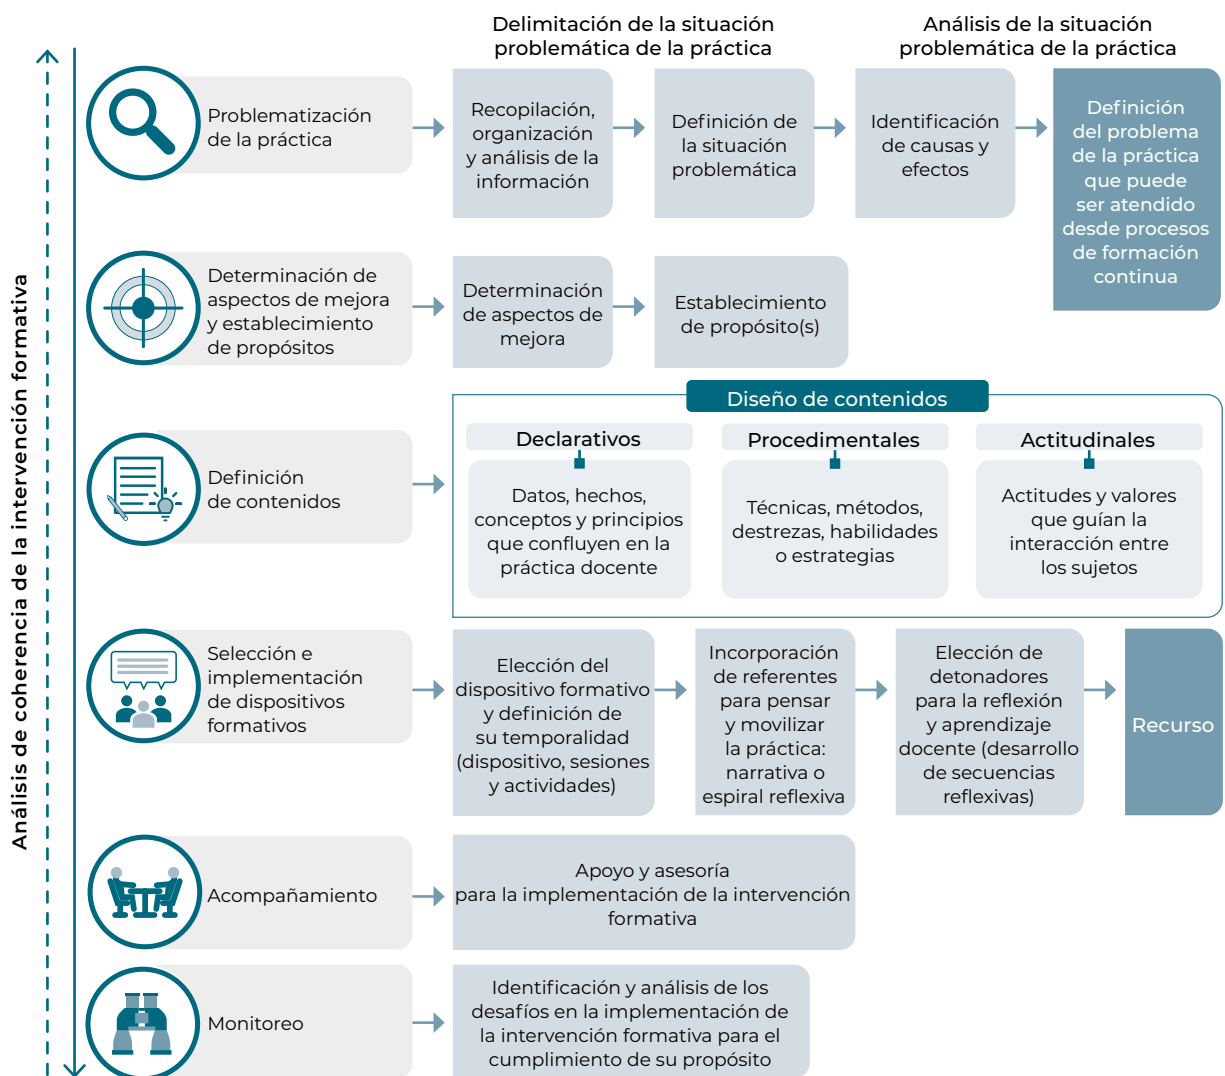 Delimitación de la situación
problemática de la práctica
Análisis de la situación
problemática de la práctica
Análisis de coherencia de la intervención formativa
Problematización
de la práctica
Recopilación,
organización
y análisis de la
información
Definición de
la situación
problemática
Identificación
de causas y
efectos
Definición
del problema
de la práctica
que puede
ser atendido
desde procesos
de formación
continua
Determinación de
aspectos de mejora
y establecimiento
de propósitos
Determinación
de aspectos de
mejora
Establecimiento
de propósito(s)
Definición
de contenidos
Diseño de contenidos
Declarativos
Datos, hechos,
conceptos y principios
que confluyen en la
práctica docente
Procedimentales
Técnicas, métodos,
destrezas, habilidades
o estrategias
Actitudinales
Actitudes y valores
que guían la
interacción entre
los sujetos
Selección e
implementación
de dispositivos
formativos
Elección del
dispositivo formativo
y definición de
su temporalidad
(dispositivo, sesiones
y actividades)
Incorporación
de referentes
para pensar
y movilizar
la práctica:
narrativa o
espiral reflexiva
Elección de
detonadores
para la reflexión
y aprendizaje
docente (desarrollo
de secuencias
reflexivas)
Recurso
Acompañamiento
Apoyo y asesoría
para la implementación de la intervención
formativa
Monitoreo
Identificación y análisis de los
desafíos en la implementación de
la intervención formativa para el
cumplimiento de su propósito